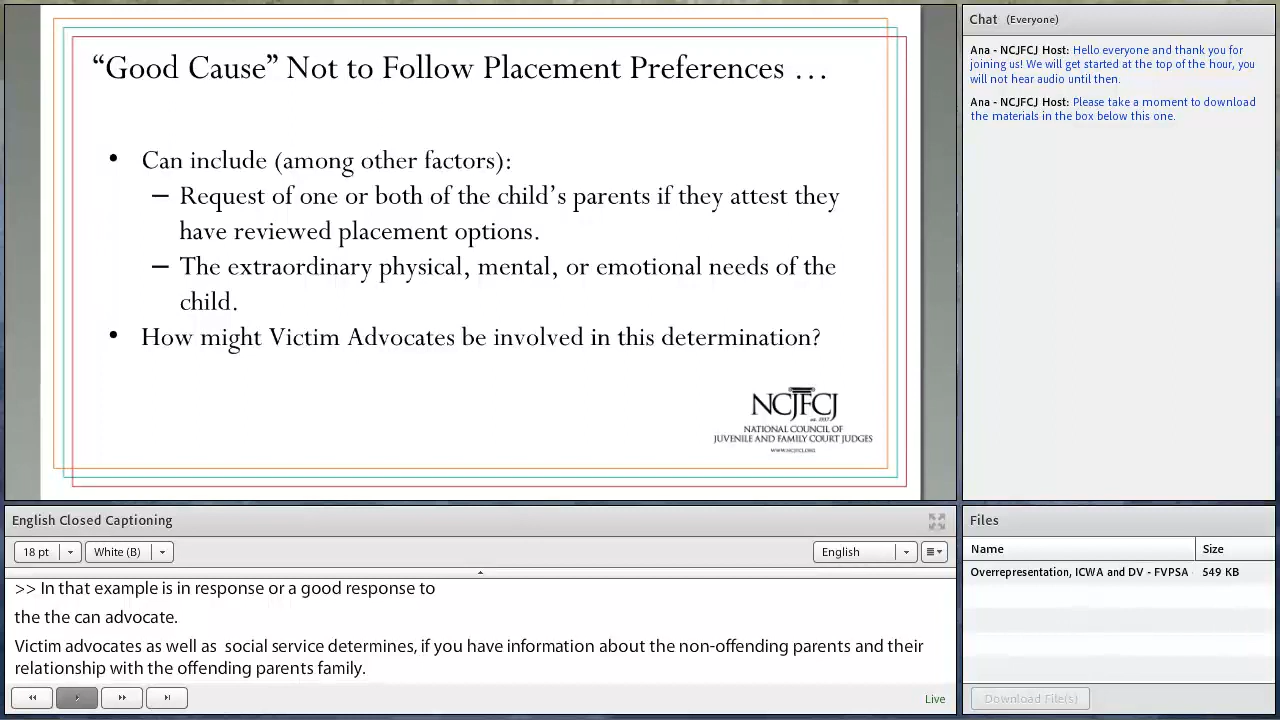 “Good Cause” Not to Follow Placement Preferences …
• Can include (among other factors):
– Request of one or both of the child’s parents if they attest they
have reviewed placement options.
– The extraordinary physical, mental, or emotional needs of the
child.
• How might Victim Advocates be involved in this determination?
NCJFCJ
est. 1937
NATIONAL COUNCIL OF
JUVENILE AND FAMILY COURT JUDGES
WWW.NCJFCJ.ORG
Chat (Everyone)
Ana - NCJFCJ Host: Hello everyone and thank you for
joining us! We will get started at the top of the hour, you
will not hear audio until then.
Ana - NCJFCJ Host: Please take a moment to download
the materials in the box below this one.
English Closed Captioning
18 pt White (B) English
>> In that example is in response or a good response to
the the can advocate.
Victim advocates as well as  social service determines, if you have information about the non-offending parents and their
relationship with the offending parents family.
Live
Files
Name Size
Overrepresentation, ICWA and DV - FVPSA 549 KB
Download File(s)